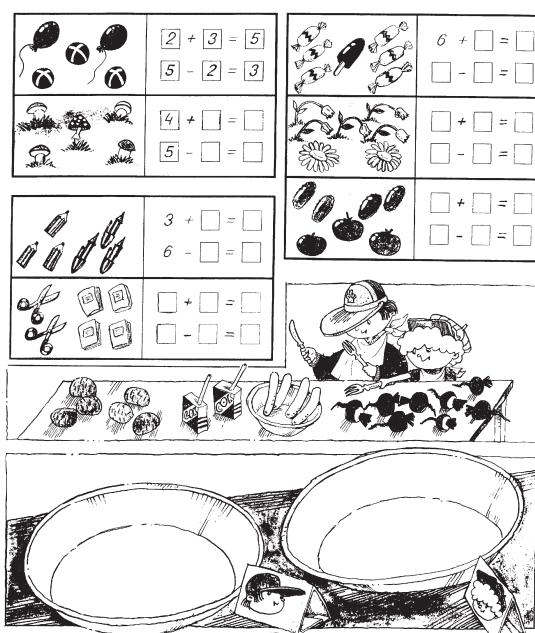 2 + 3 = 5
5 - 2 = 3
4 + □ = □
5 - □ = □
3 + □ = □
6 - □ = □
□ + □ = □
□ - □ = □
6 + □ = □
□ - □ = □
□ + □ = □
□ - □ = □
□ + □ = □
□ - □ = □